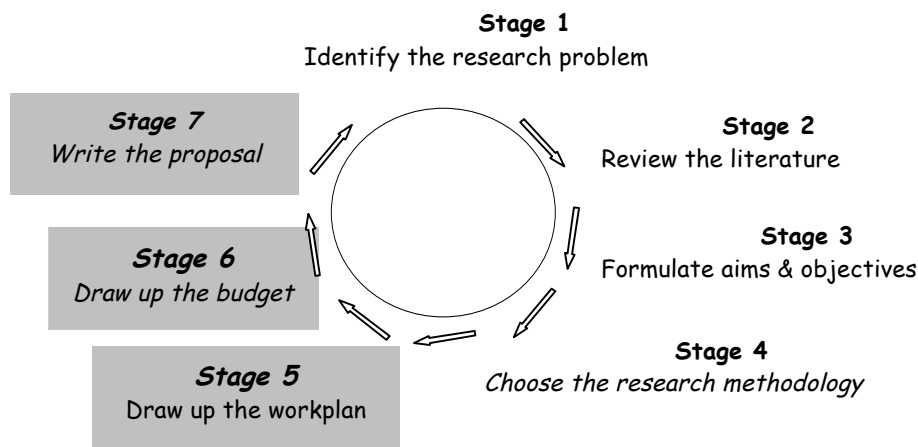 Stage 1
Identify the research problem
Stage 2
Review the literature
Stage 3
Formulate aims & objectives
Stage 4
Choose the research methodology
Stage 5
Draw up the workplan
Stage 6
Draw up the budget
Stage 7
Write the proposal